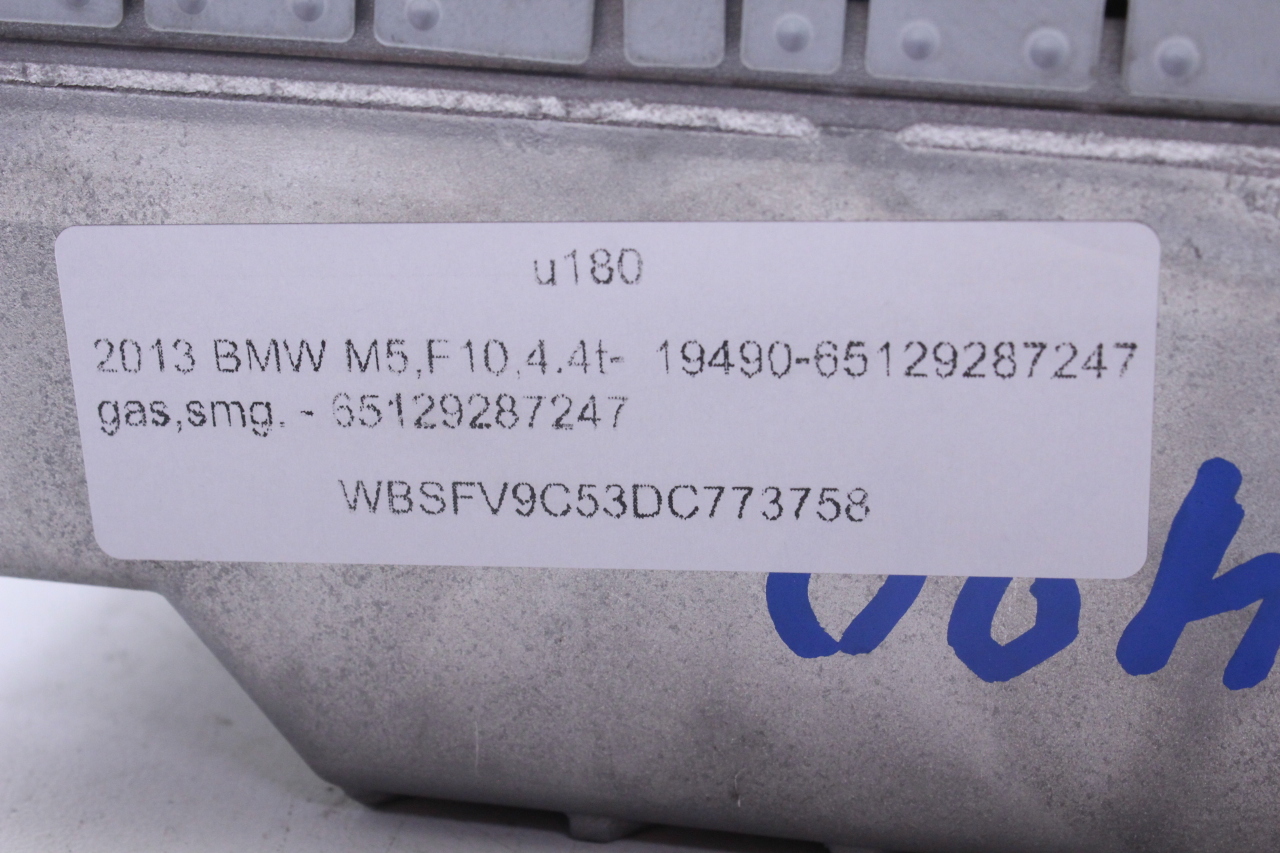 u180
2013 BMW M5,F10,4.4t- 19490-65129287247
gas,smg. - 65129287247
WBSFV9C53DC773758